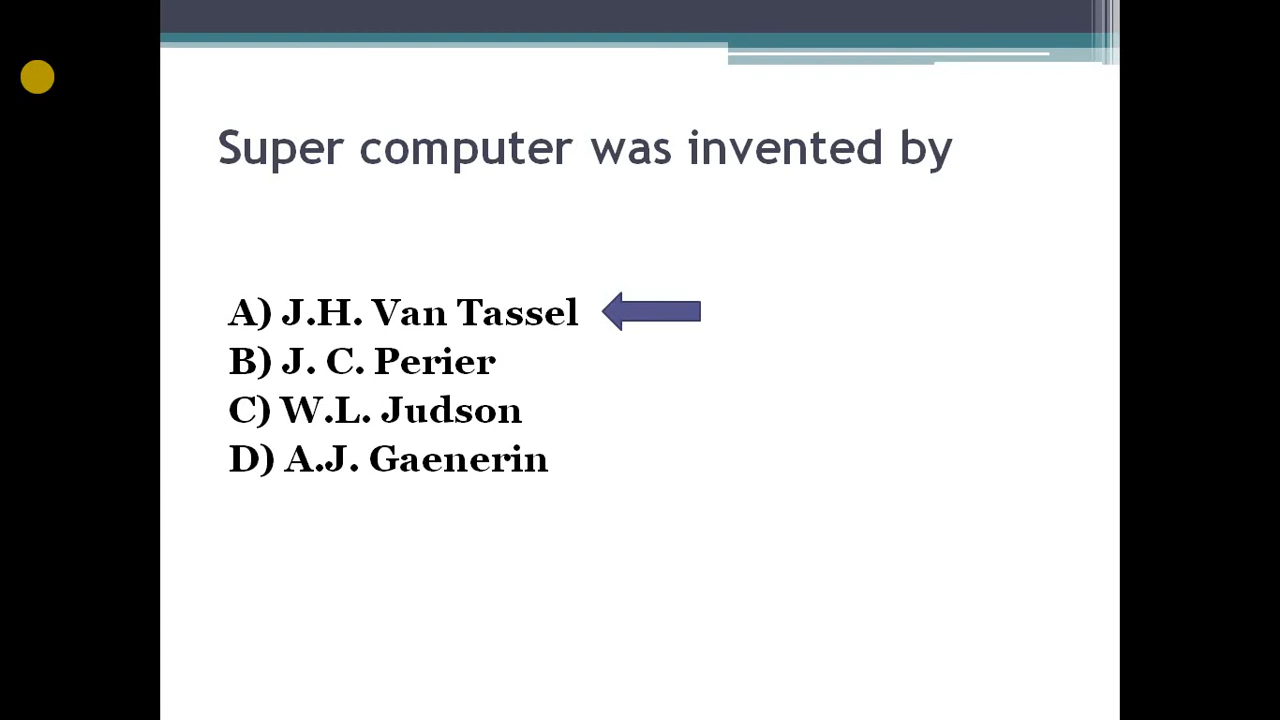 Super computer was invented by
A) J.H. Van Tassel
B) J. C. Perier
C) W.L. Judson
D) A.J. Gaenerin